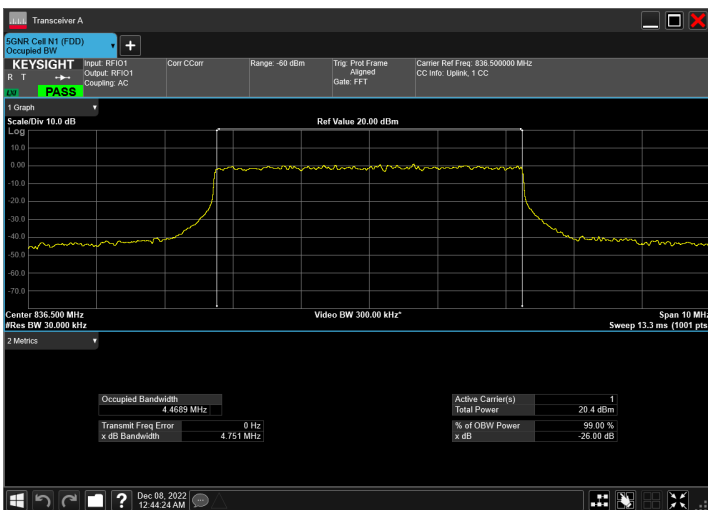 Transceiver A
5GNR Cell N1 (FDD)
Occupied BW
KEYSIGHT
R T
LXI
PASS
Input: RFIO1
Output: RFIO1
Coupling: AC
Corr CCorr
Range: -60 dBm
Trig: Prot Frame
Aligned
Gate: FFT
Carrier Ref Freq: 836.500000 MHz
CC Info: Uplink, 1 CC
1 Graph
Scale/Div 10.0 dB
Ref Value 20.00 dBm
Log
10.0
0.00
-10.0
-20.0
-30.0
-40.0
-50.0
-60.0
-70.0
Center 836.500 MHz
Video BW 300.00 kHz*
Span 10 MHz
#Res BW 30.000 kHz
Sweep 13.3 ms (1001 pts
2 Metrics
Occupied Bandwidth
4.4689 MHz
Transmit Freq Error 0 Hz
x dB Bandwidth 4.751 MHz
Active Carrier(s) 1
Total Power 20.4 dBm
% of OBW Power 99.00 %
x dB -26.00 dB
?
Dec 08, 2022
12:44:24 AM